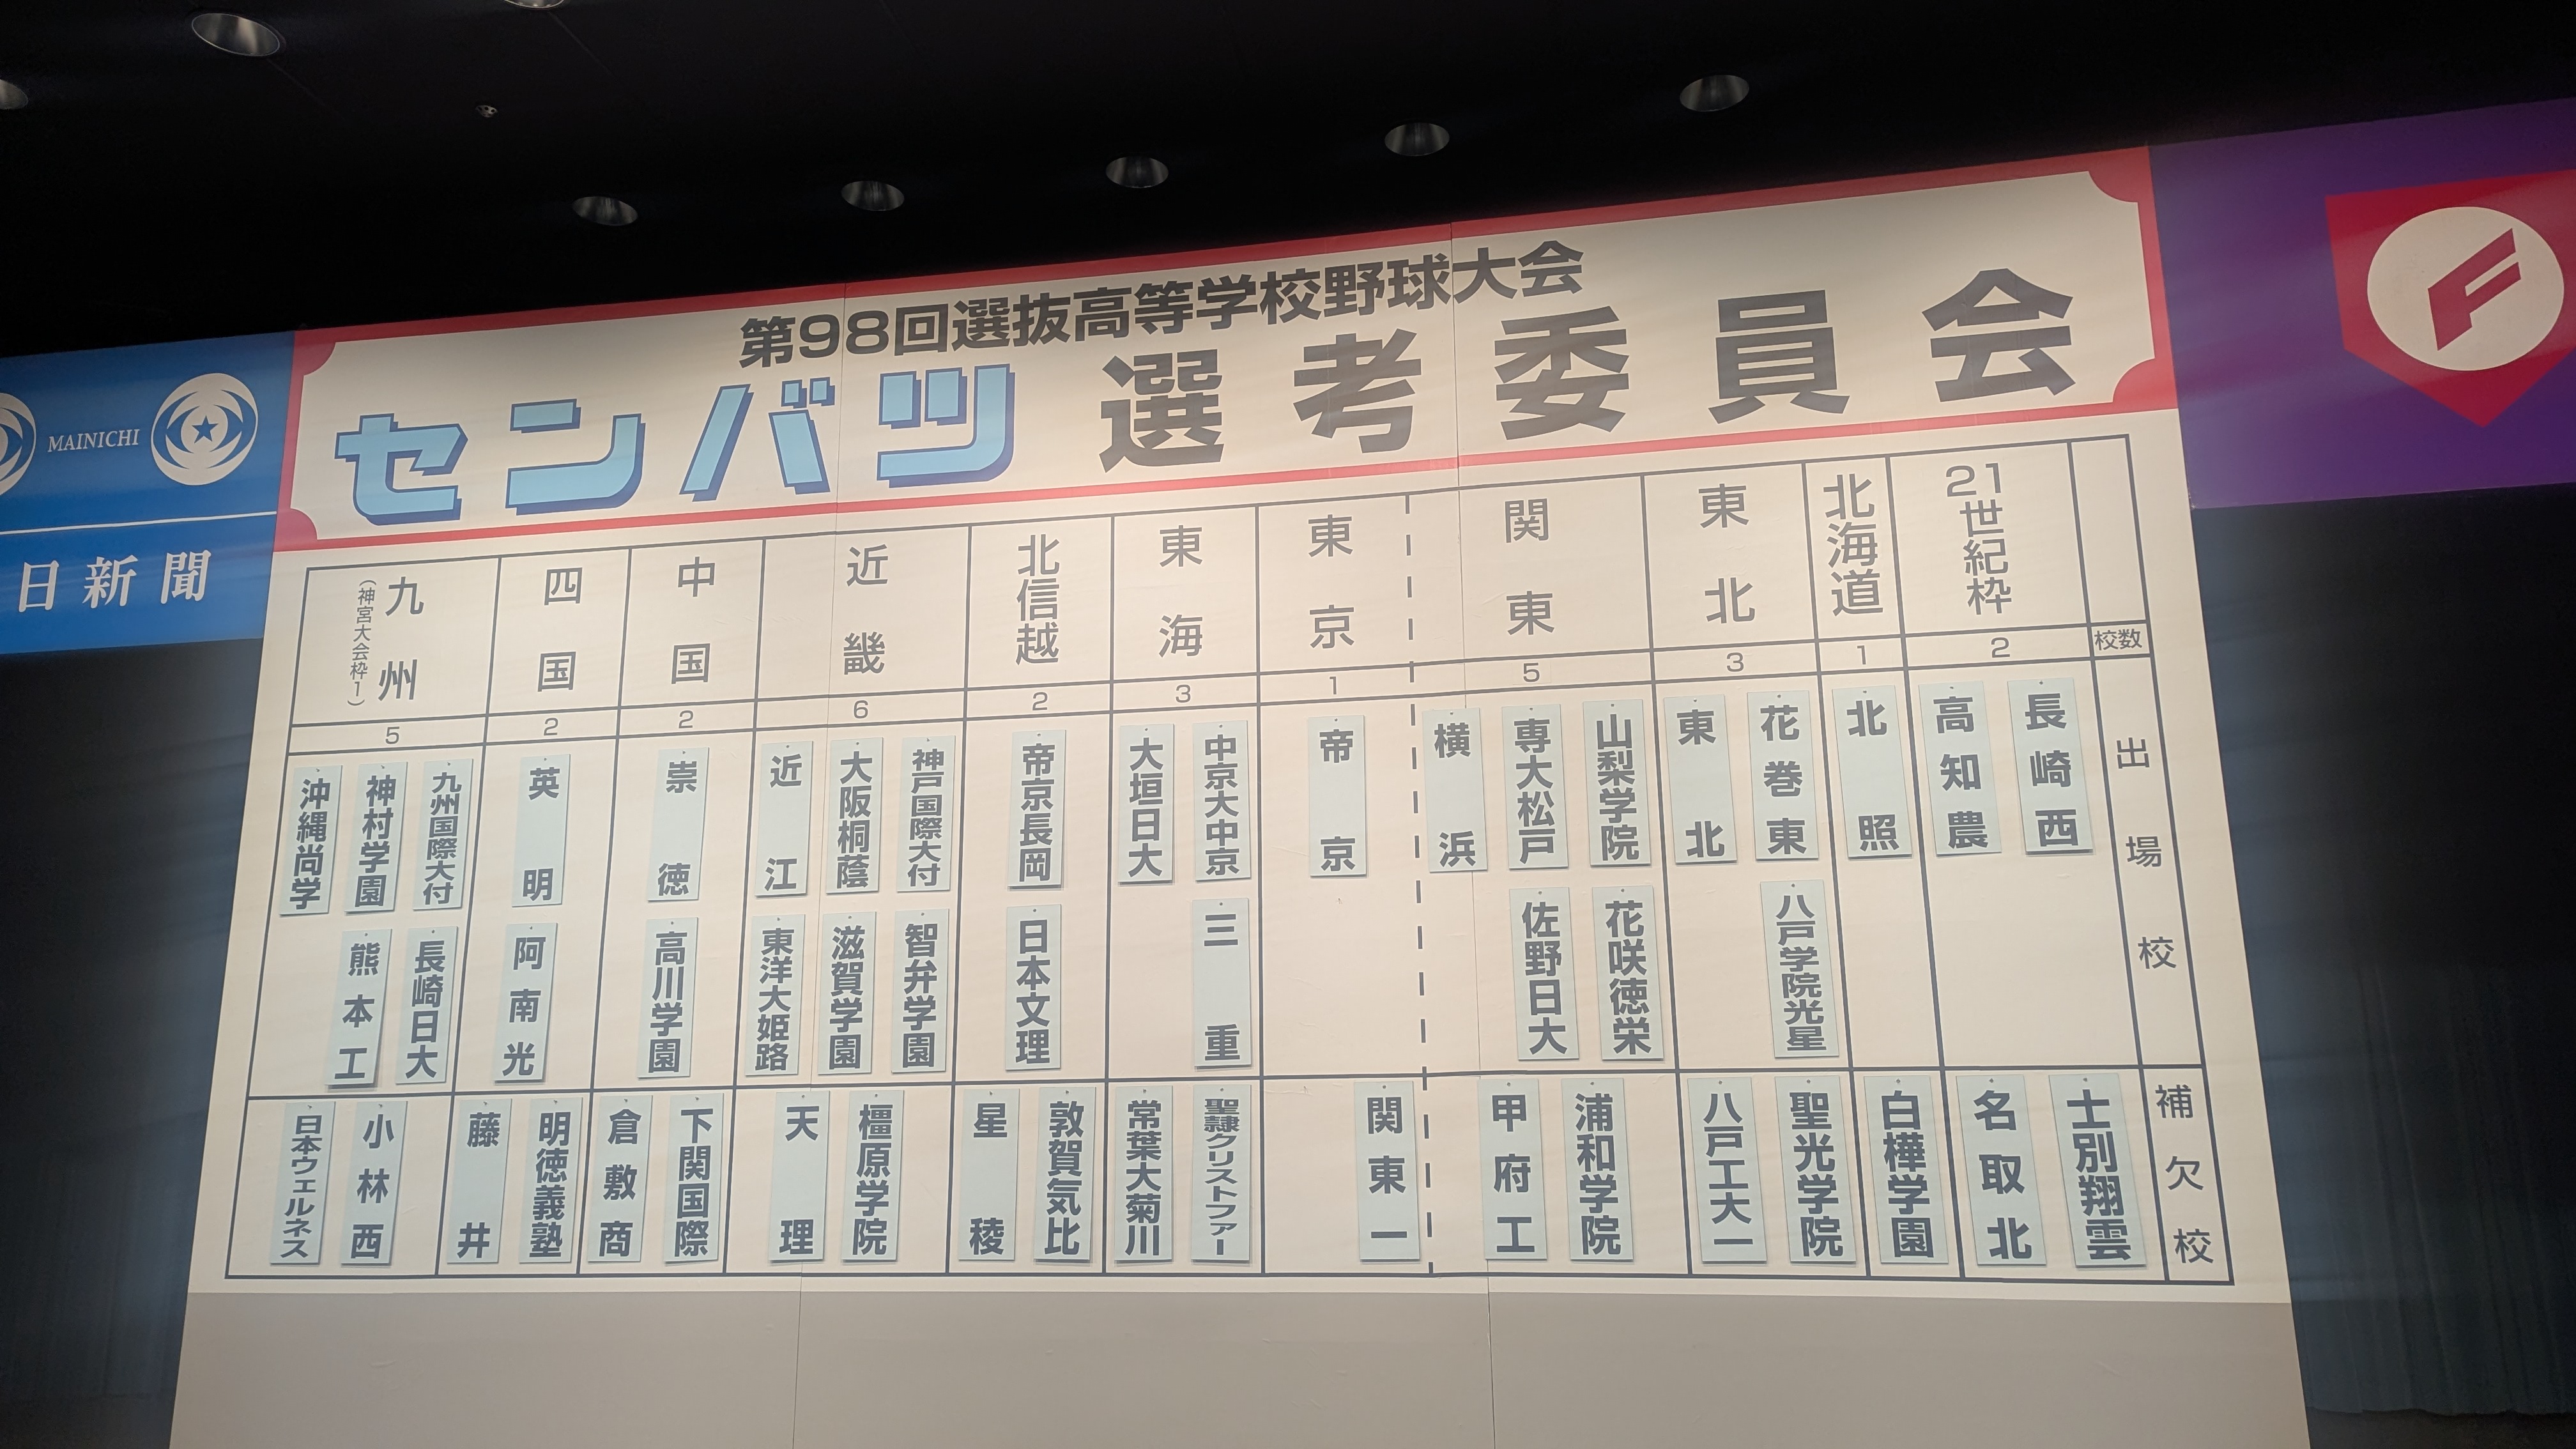 第98回選抜高等学校野球大会
センバツ 選考委員会
MAINICHI
日新聞
21世紀枠
北海道
東北
関東
東京
東海
北信越
近畿
中国
四国
九州
(神宮大会枠1)
校数
2
1
3
5
1
3
2
6
2
2
5
出場校
長崎西
高知農
北照
花巻東
東北
八戸学院光星
山梨学院
専大松戸
横浜
花咲徳栄
佐野日大
帝京
中京大中京
大垣日大
三重
帝京長岡
日本文理
神戸国際大付
大阪桐蔭
近江
智弁学園
滋賀学園
東洋大姫路
崇徳
高川学園
英明
阿南光
九州国際大付
神村学園
沖縄尚学
長崎日大
熊本工
補欠校
士別翔雲
名取北
白樺学園
聖光学院
八戸工大一
浦和学院
甲府工
関東一
聖隷クリストファー
常葉大菊川
敦賀気比
星稜
橿原学院
天理
下関国際
倉敷商
明徳義塾
藤井
小林西
日本ウェルネス
F